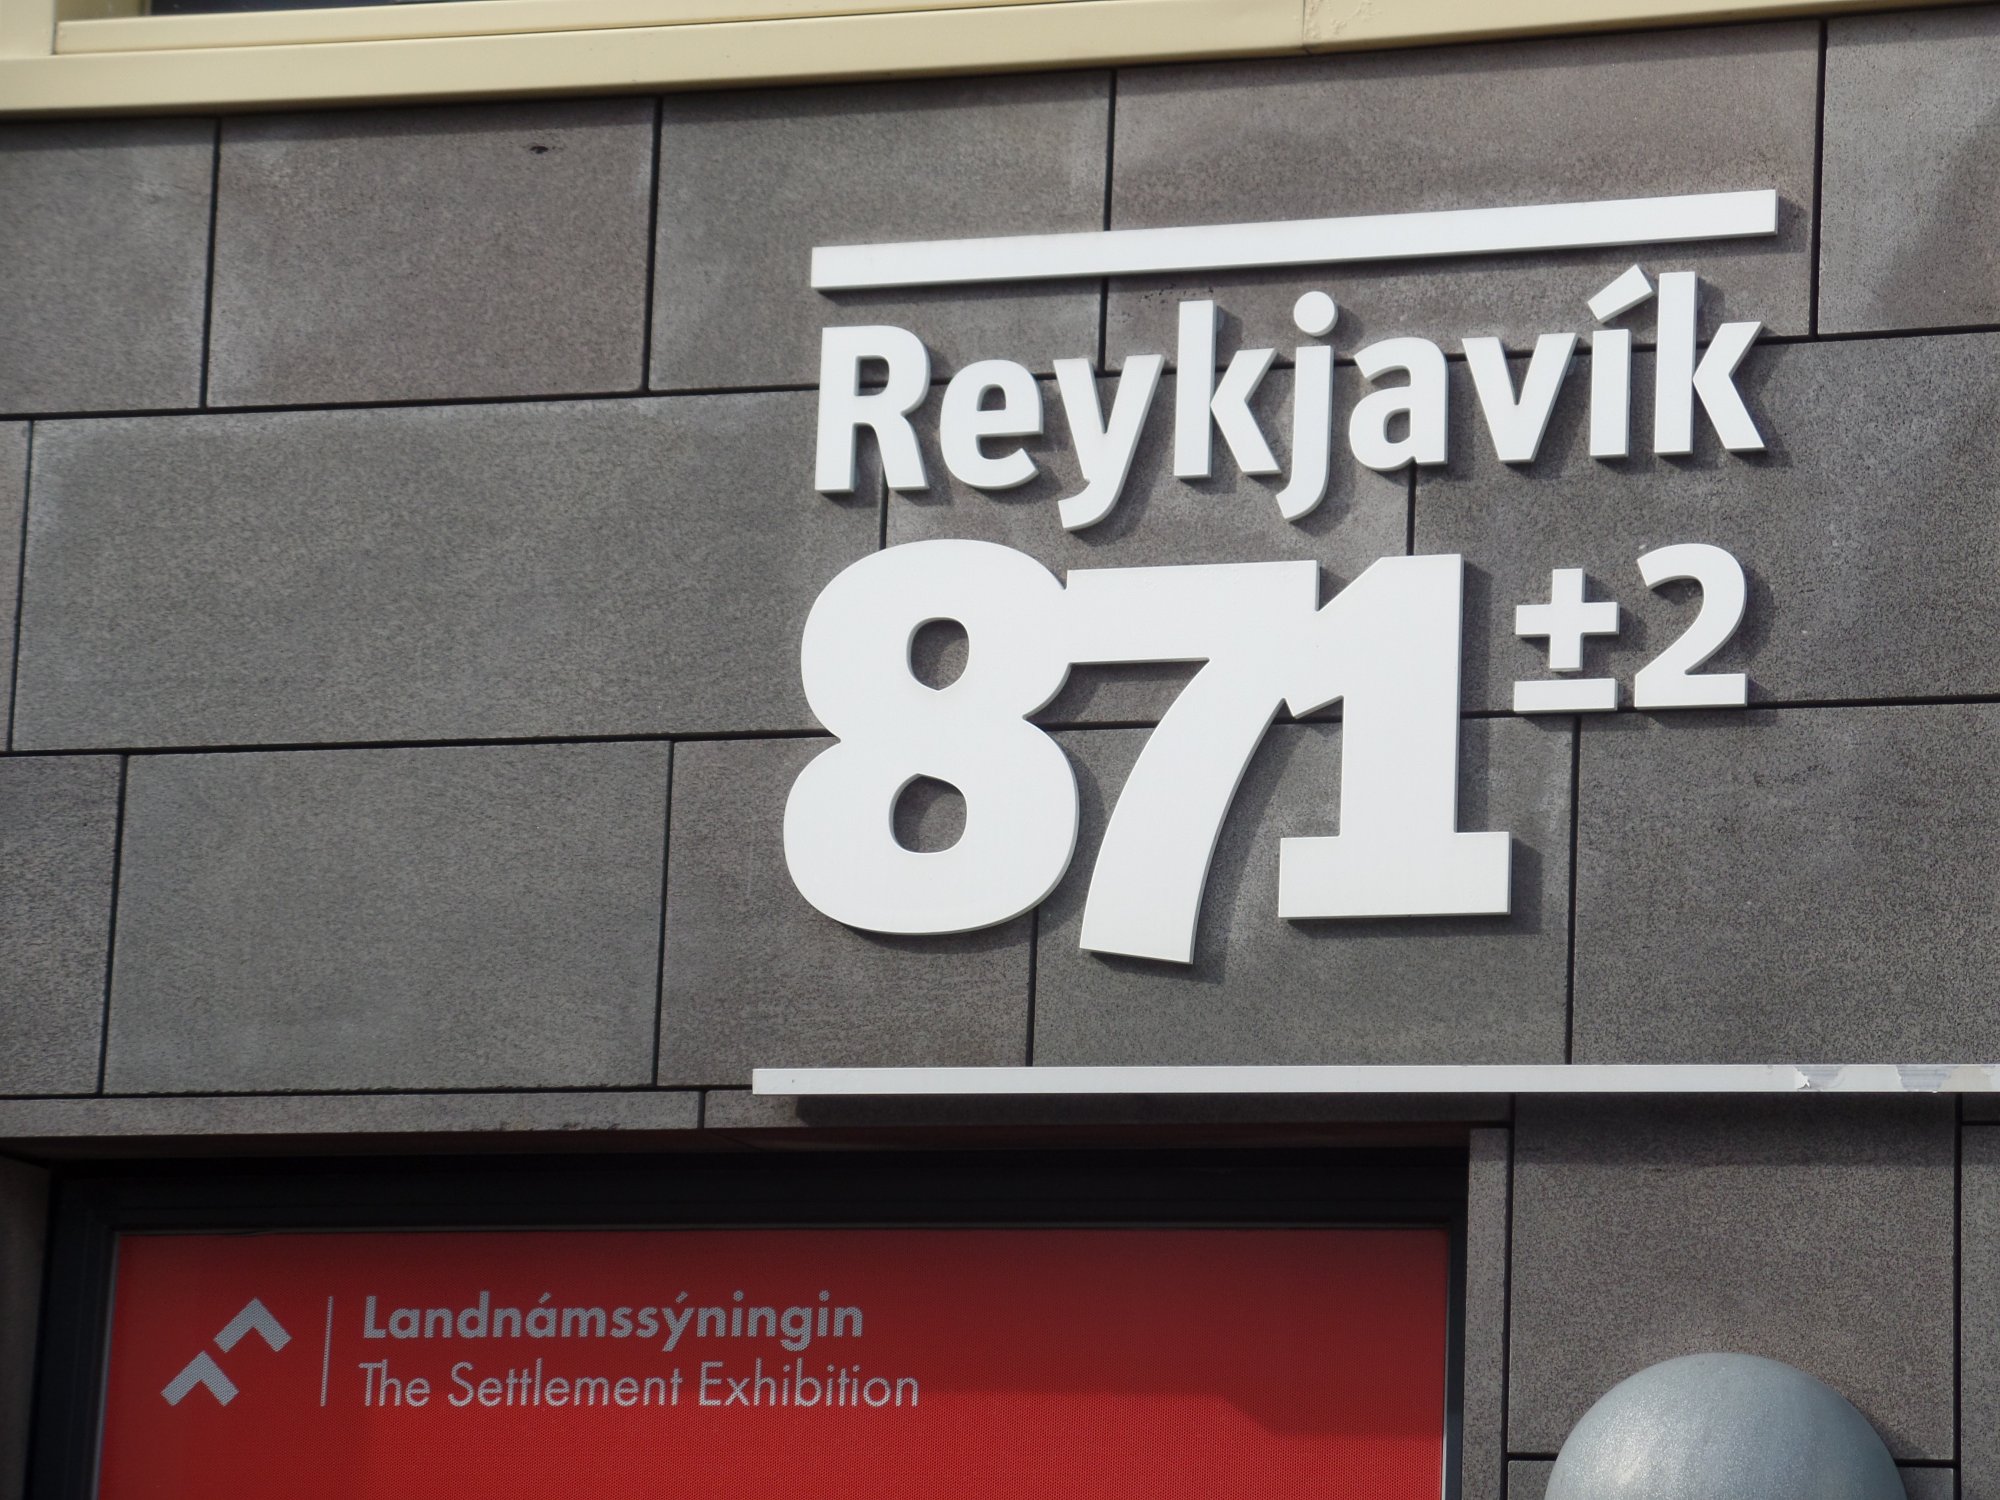 Reykjavík
871±2
Landnámssýningin
The Settlement Exhibition